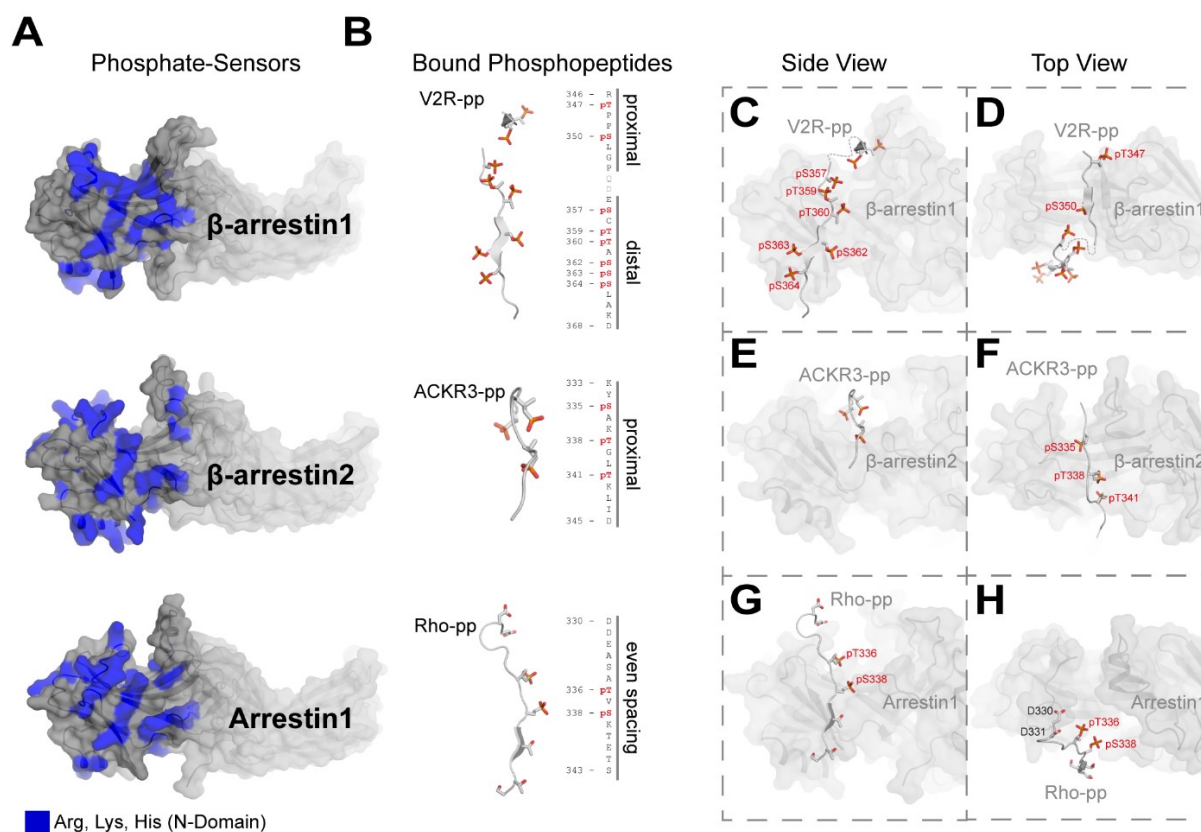 A
Phosphate-Sensors
β-arrestin1
β-arrestin2
Arrestin1
Arg, Lys, His (N-Domain)
B
Bound Phosphopeptides
V2R-pp
346 – R
347 – pT
P
P
350 – pS
L
G
P
Q
D
E
357 – pS
C
359 – pT
360 – pT
A
362 – pS
363 – pS
364 – pS
L
A
K
368 – D
proximal
distal
ACKR3-pp
333 – K
Y
335 – pS
A
K
338 – pT
G
L
341 – pT
K
L
I
345 – D
proximal
Rho-pp
330 – D
D
E
A
S
A
336 – pT
V
338 – pS
K
T
E
T
343 – S
even spacing
Side View
Top View
C
V2R-pp
pS357
pT359
pT360
β-arrestin1
pS363
pS362
pS364
D
V2R-pp
pT347
pS350
β-arrestin1
E
ACKR3-pp
β-arrestin2
F
ACKR3-pp
pS335
β-arrestin2
pT338
pT341
G
Rho-pp
pT336
pS338
Arrestin1
H
Arrestin1
D330
pT336
D331
pS338
Rho-pp